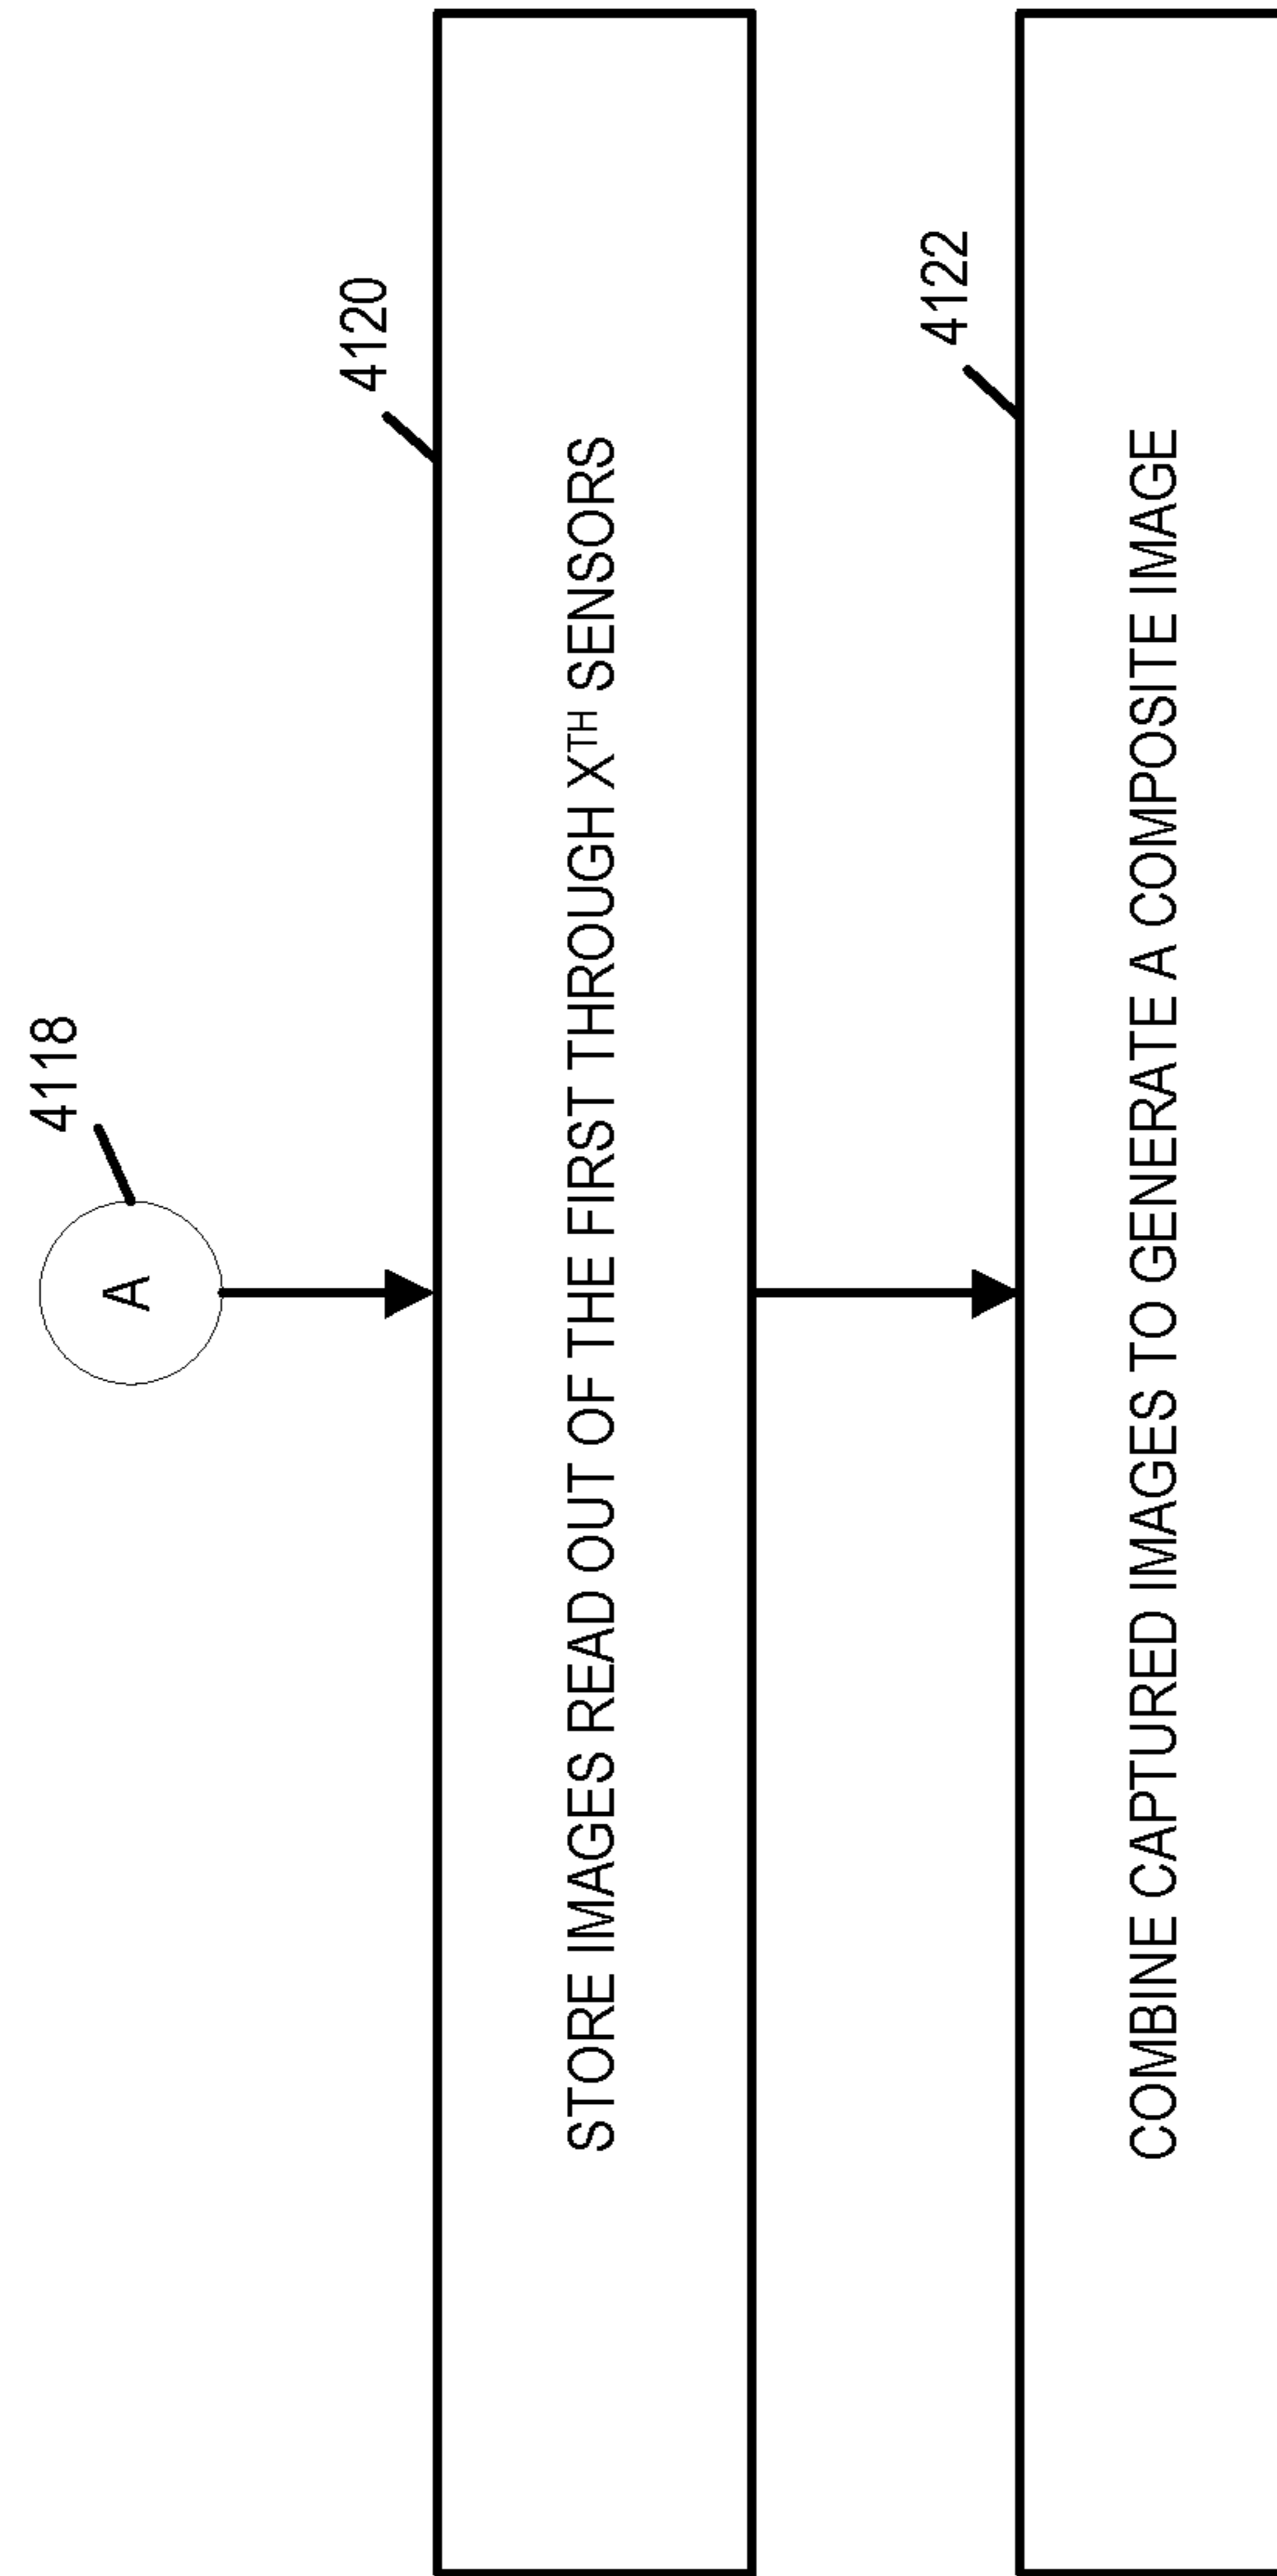 4118
A
4120
STORE IMAGES READ OUT OF THE FIRST THROUGH XTH SENSORS
4122
COMBINE CAPTURED IMAGES TO GENERATE A COMPOSITE IMAGE